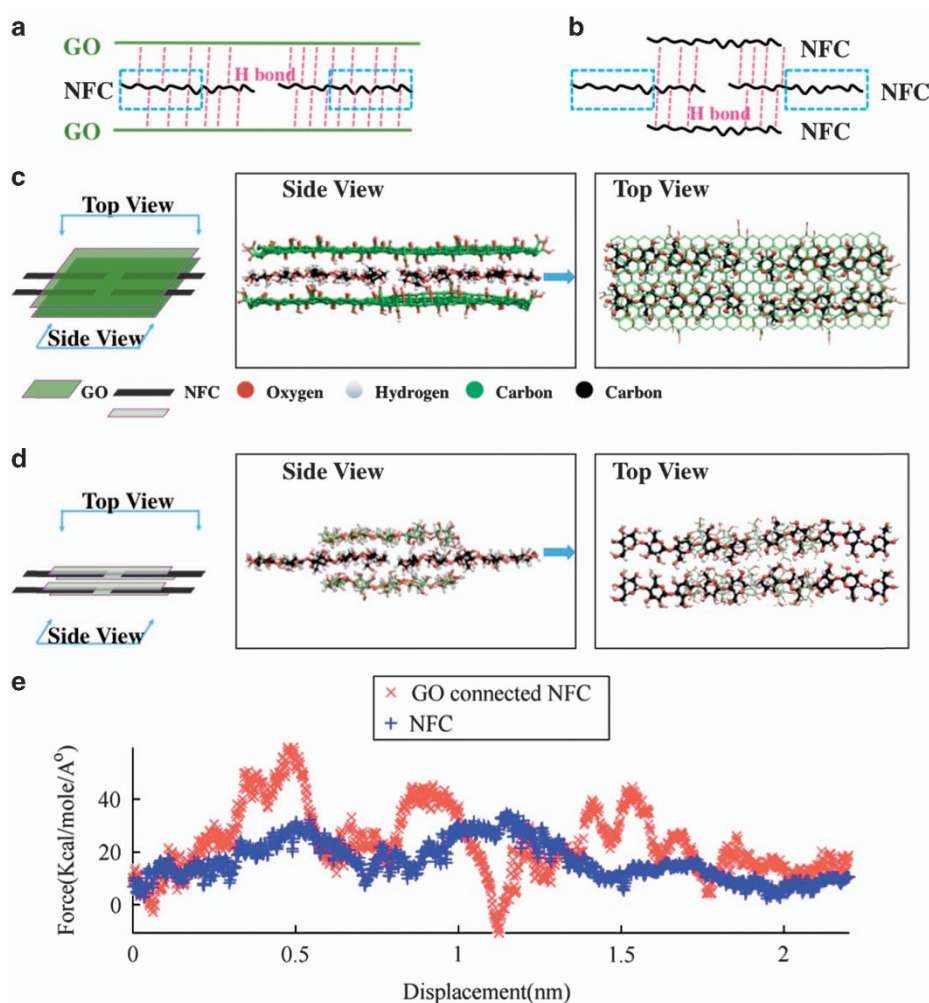 a
GO
NFC
H bond
GO
b
NFC
NFC
H bond
NFC
c
Top View
Side View
Side View
Top View
GO
NFC
Oxygen
Hydrogen
Carbon
Carbon
d
Top View
Side View
Side View
Top View
e
GO connected NFC
NFC
Force(Kcal/mole/A°)
40
20
0
0
0.5
1
1.5
2
Displacement(nm)